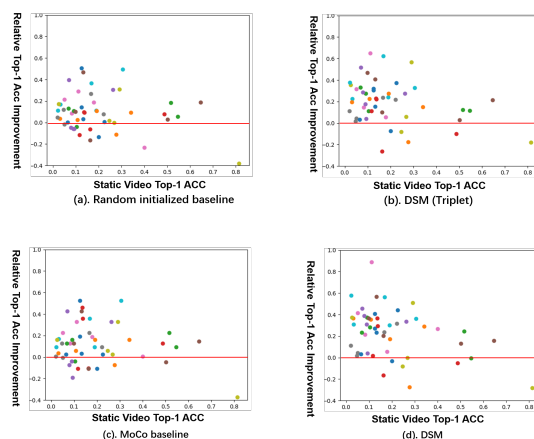 Relative Top-1 Acc Improvement
1.0
0.8
0.6
0.4
0.2
0.0
−0.2
−0.4
0.0 0.1 0.2 0.3 0.4 0.5 0.6 0.7 0.8
Static Video Top-1 ACC
(a). Random initialized baseline
Relative Top-1 Acc Improvement
1.0
0.8
0.6
0.4
0.2
0.0
−0.2
−0.4
0.0 0.1 0.2 0.3 0.4 0.5 0.6 0.7 0.8
Static Video Top-1 ACC
(b). DSM (Triplet)
Relative Top-1 Acc Improvement
1.0
0.8
0.6
0.4
0.2
0.0
−0.2
−0.4
0.0 0.1 0.2 0.3 0.4 0.5 0.6 0.7 0.8
Static Video Top-1 ACC
(c). MoCo baseline
Relative Top-1 Acc Improvement
1.0
0.8
0.6
0.4
0.2
0.0
−0.2
−0.4
0.0 0.1 0.2 0.3 0.4 0.5 0.6 0.7 0.8
Static Video Top-1 ACC
(d). DSM